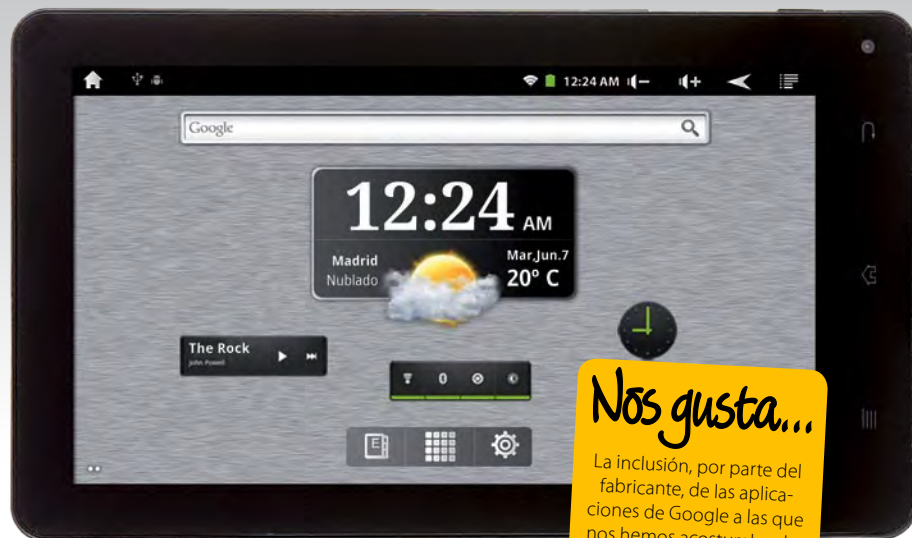 12:24 AM
Google
12:24 AM
Madrid
Nublado
Mar,Jun.7
20º C
The Rock
John Powell
E
Nos gusta...
La inclusión, por parte del
fabricante, de las aplica-
ciones de Google a las que